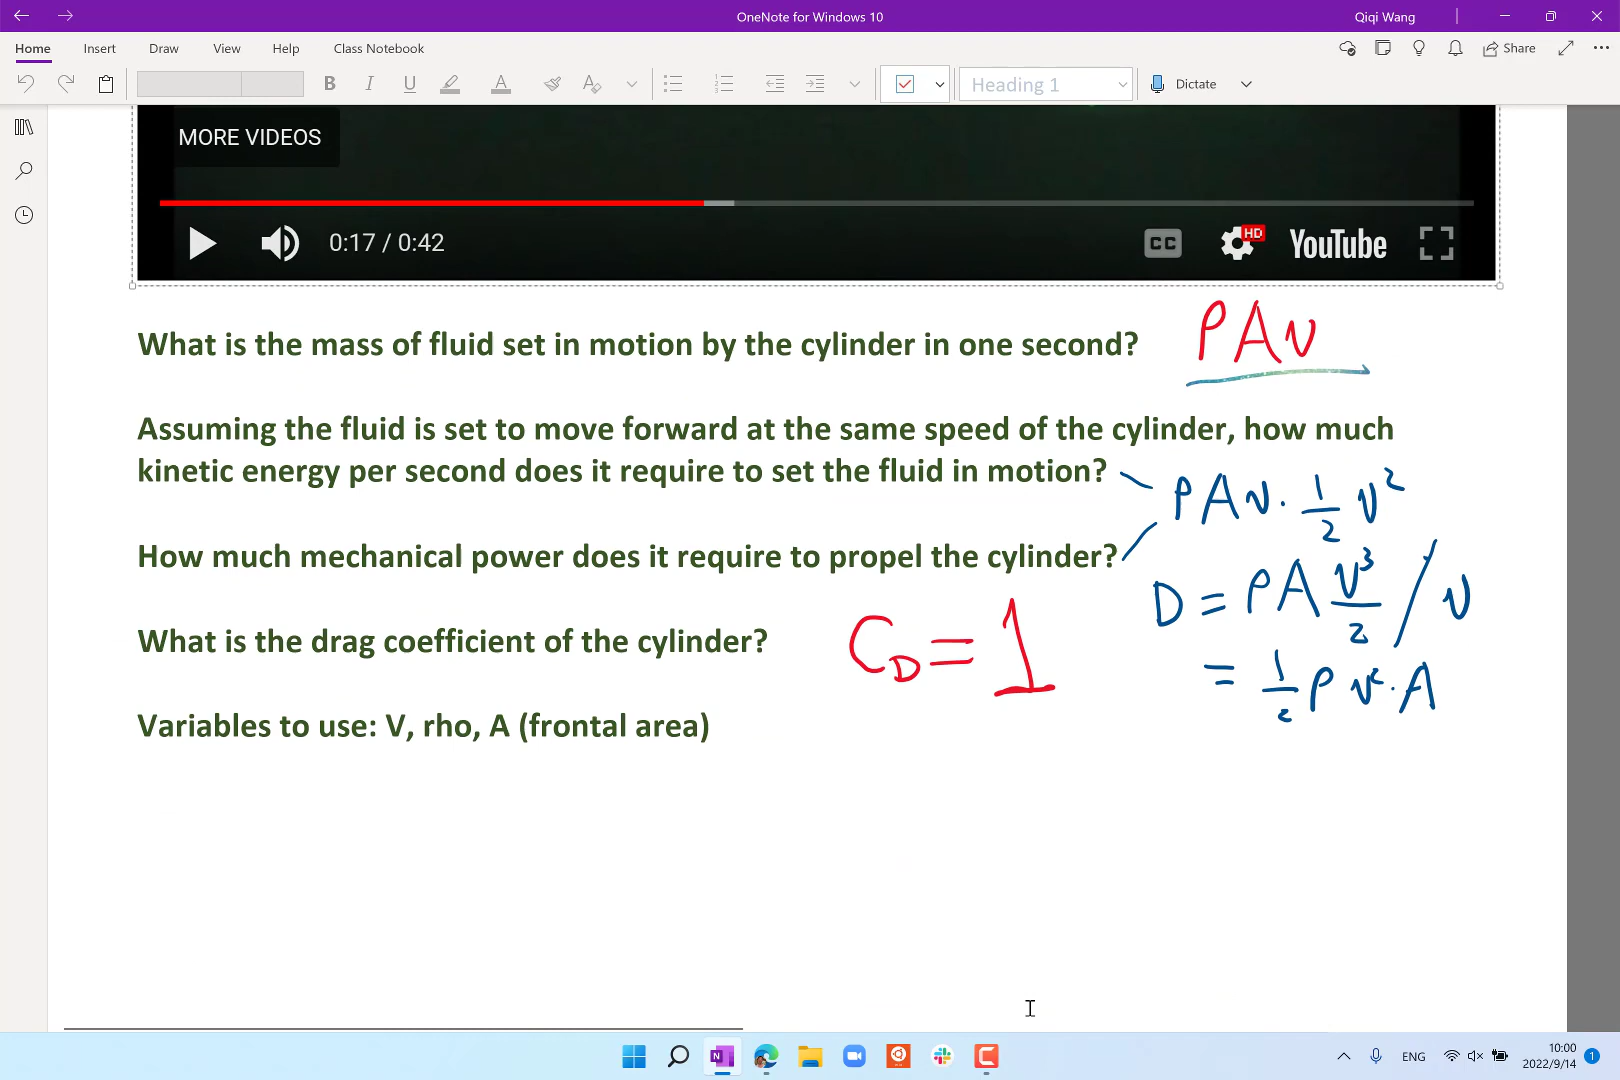 OneNote for Windows 10
Qiqi Wang
Home Insert Draw View Help Class Notebook
Share
B I U A A
Heading 1
Dictate
MORE VIDEOS
0:17 / 0:42
CC HD YouTube
What is the mass of fluid set in motion by the cylinder in one second?
ρAv
Assuming the fluid is set to move forward at the same speed of the cylinder, how much
kinetic energy per second does it require to set the fluid in motion?
ρAv · 1/2 v²
How much mechanical power does it require to propel the cylinder?
D = ρA v³/2 / v
What is the drag coefficient of the cylinder?
C_D = 1
= 1/2 ρ v² · A
Variables to use: V, rho, A (frontal area)
ENG
10:00
2022/9/14
1